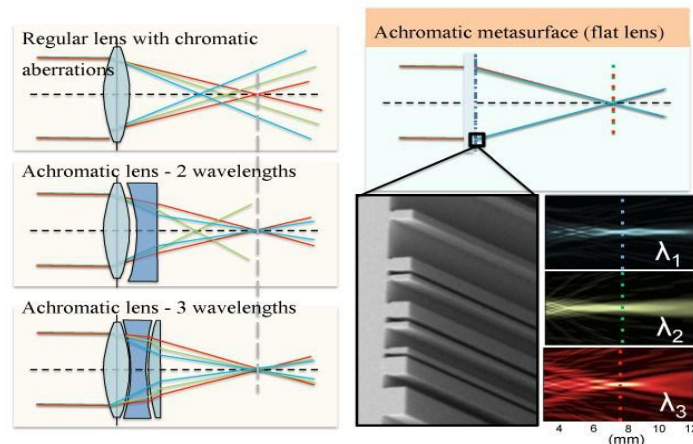 Regular lens with chromatic
aberrations
Achromatic lens - 2 wavelengths
Achromatic lens - 3 wavelengths
Achromatic metasurface (flat lens)
λ1
λ2
λ3
4 6 8 10 12
(mm)